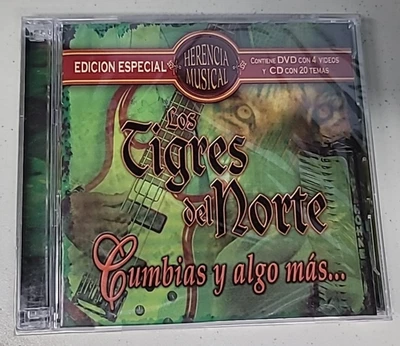 EDICION ESPECIAL
HERENCIA
MUSICAL
CONTIENE DVD CON 4 VIDEOS
Y CD CON 20 TEMAS
Los
Tigres
del Norte
Cumbias y algo más...